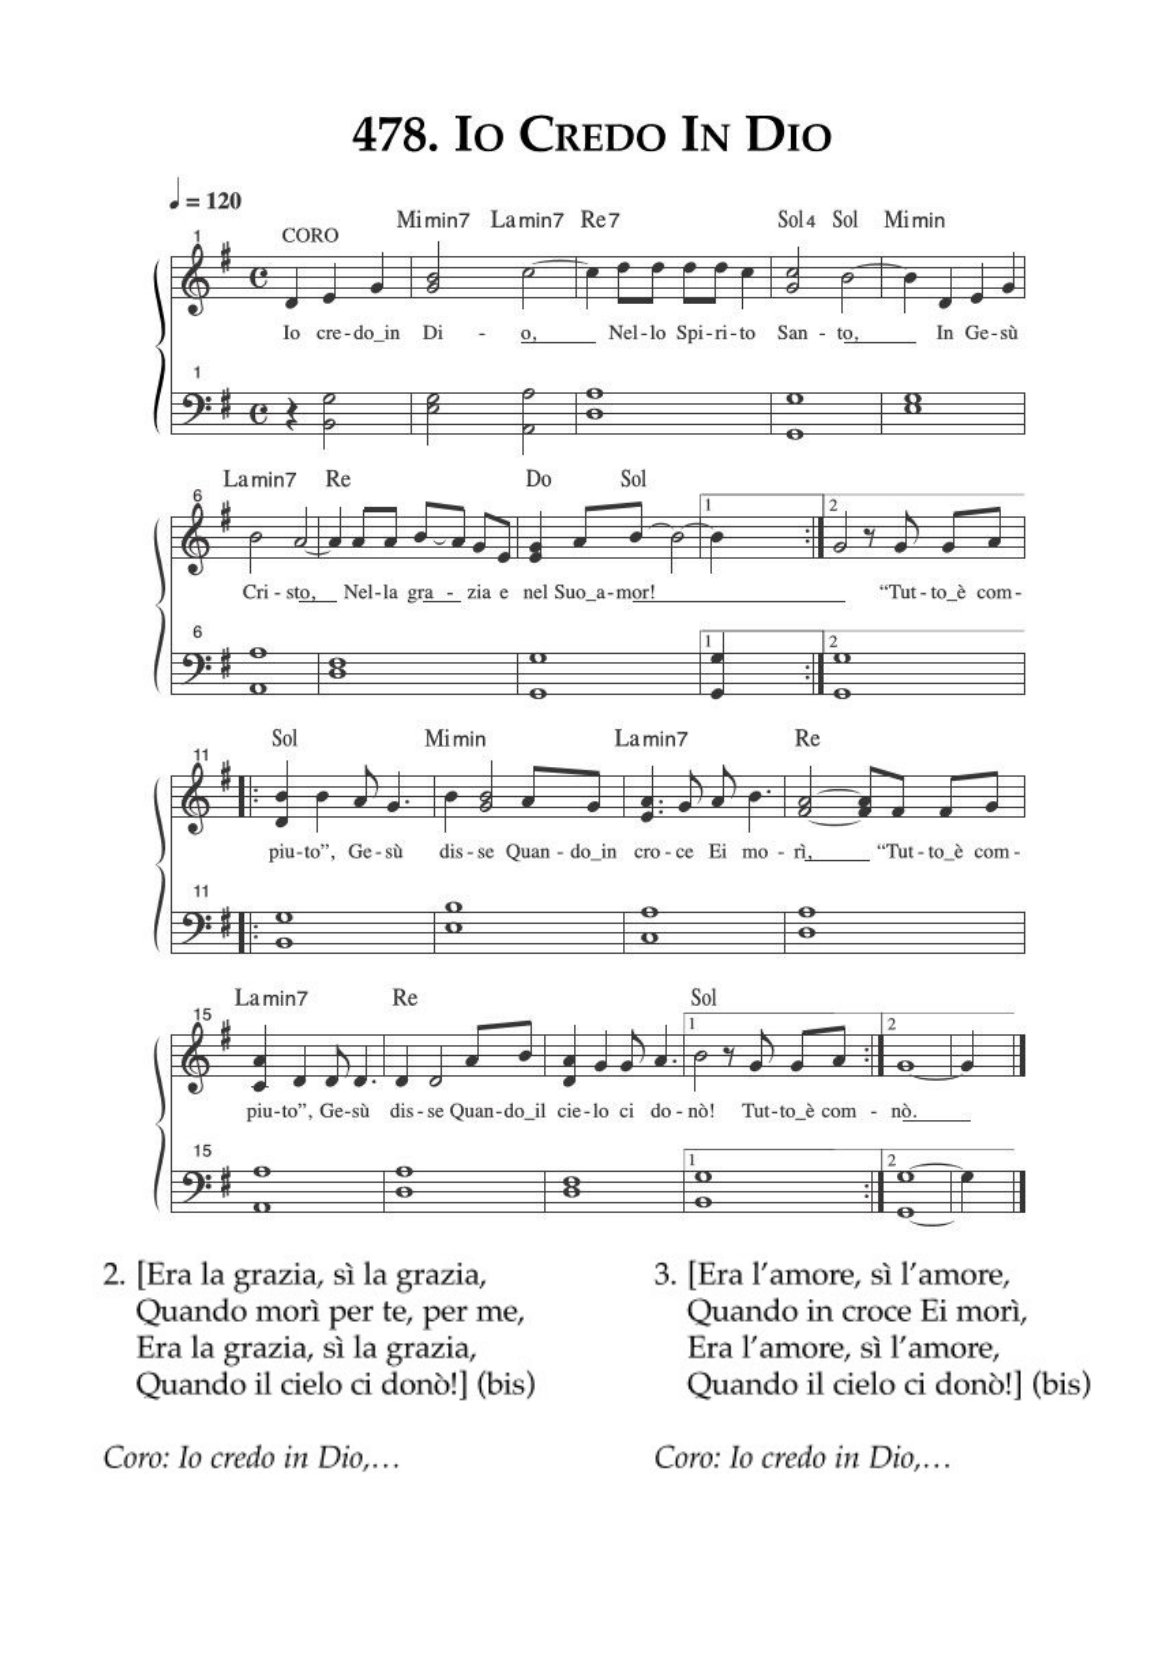 478. Io Credo In Dio
♩ = 120
Mimin7 Lamin7 Re7 Sol4 Sol Mimin
CORO
1
Io cre-do_in Di - o, Nel-lo Spi-ri-to San - to, In Ge-sù
1
Lamin7 Re Do Sol
6
1 2
Cri - sto, Nel-la gra - zia e nel Suo_a-mor! “Tut - to_è com-
6
1 2
Sol Mimin Lamin7 Re
11
piu-to”, Ge-sù dis-se Quan - do_in cro-ce Ei mo - rì, “Tut-to_è com-
11
Lamin7 Re Sol
15
1 2
piu-to”, Ge-sù dis-se Quan-do_il cie-lo ci do-nò! Tut-to_è com - nò.
15
1 2
2. [Era la grazia, sì la grazia,
Quando morì per te, per me,
Era la grazia, sì la grazia,
Quando il cielo ci donò!] (bis)
Coro: Io credo in Dio,…
3. [Era l’amore, sì l’amore,
Quando in croce Ei morì,
Era l’amore, sì l’amore,
Quando il cielo ci donò!] (bis)
Coro: Io credo in Dio,…